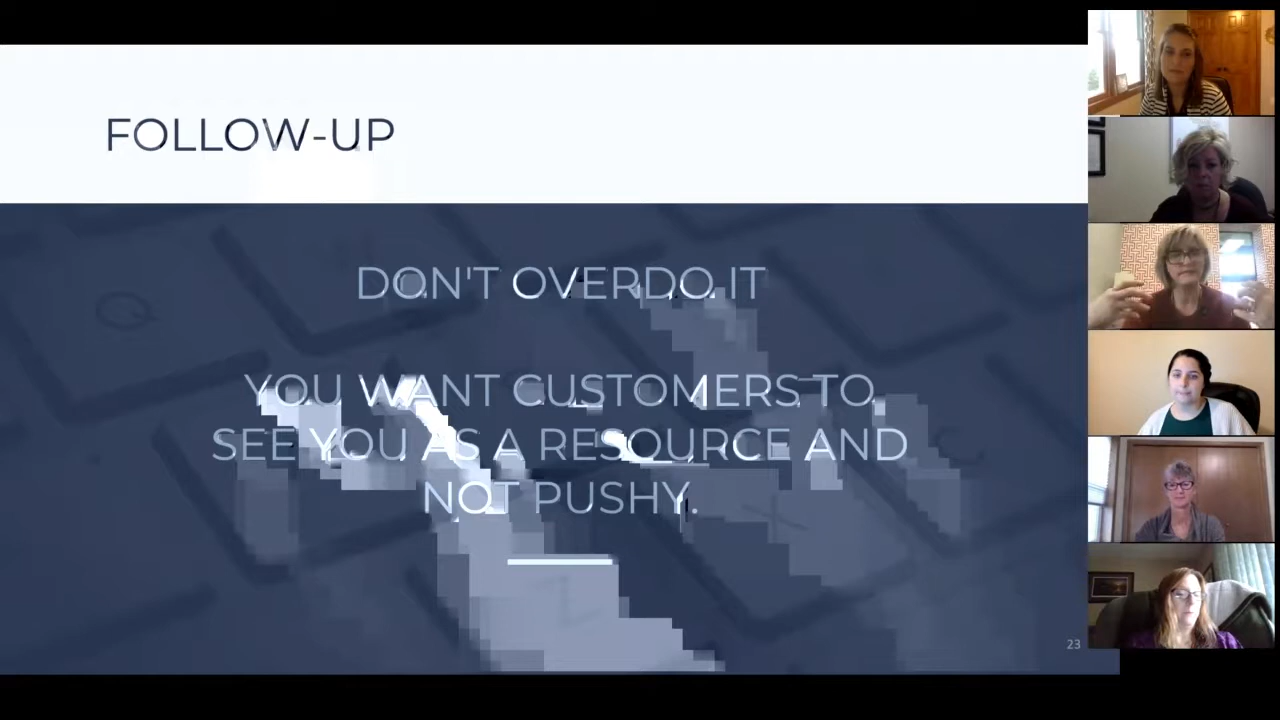 FOLLOW-UP
DON'T OVERDO IT
YOU WANT CUSTOMERS TO
SEE YOU AS A RESOURCE AND
NOT PUSHY.
23